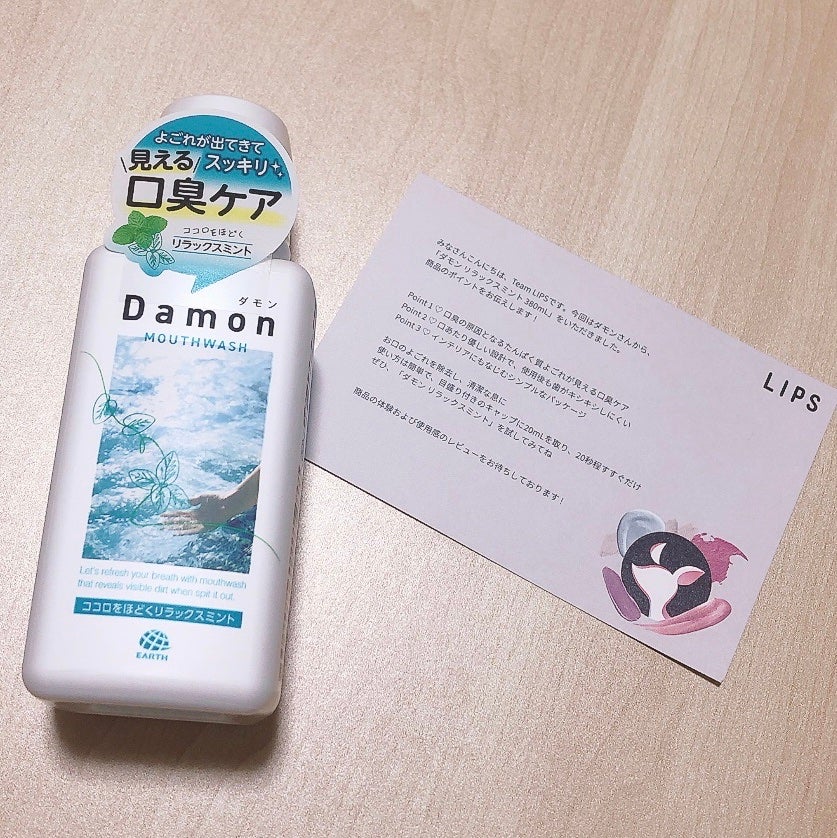 よごれが出てきて
見える スッキリ
口臭ケア
ココロをほどく
リラックスミント
ダモン
Damon
MOUTHWASH
Let's refresh your breath with mouthwash
that reveals visible dirt when spit it out.
ココロをほどくリラックスミント
EARTH
みなさんこんにちは、Team LIPSです。今回はダモンさんから、
「ダモン リラックスミント 380mL」をいただきました。
商品のポイントをお伝えします!
Point 1 ♡ 口臭の原因となるたんぱく質よごれが見える口臭ケア
Point 2 ♡ 口あたり優しい設計で、使用後も歯がキシキシしにくい
Point 3 ♡ インテリアにもなじむシンプルなパッケージ
お口のよごれを除去し、清潔な息に
使い方は簡単で、目盛り付きのキャップに20mLを取り、20秒程すすぐだけ
ぜひ、「ダモン リラックスミント」を試してみてね
商品の体験および使用感のレビューをお待ちしております!
LIPS